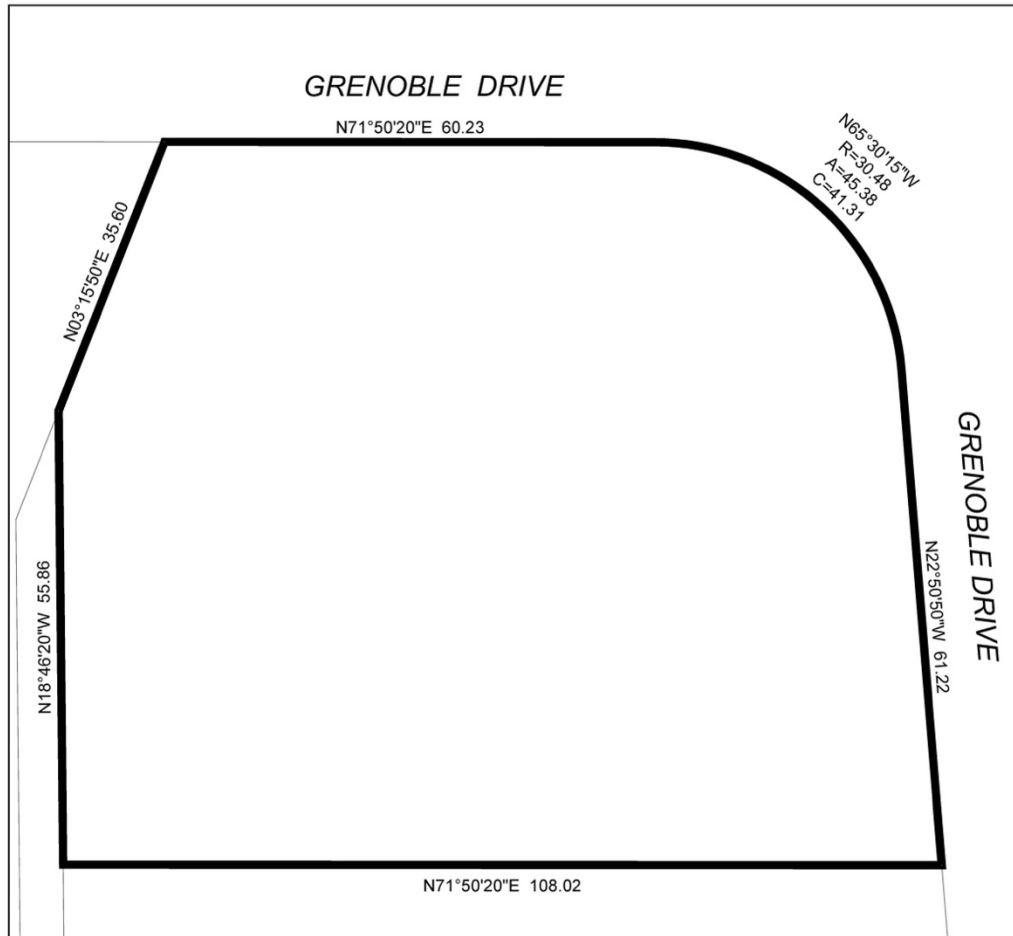 GRENOBLE DRIVE
N71°50'20"E 60.23
N65°30'15"W
R=30.48
A=45.38
C=41.31
N03°15'50"E 35.60
GRENOBLE DRIVE
N22°50'50"W 61.22
N18°46'20"W 55.86
N71°50'20"E 108.02